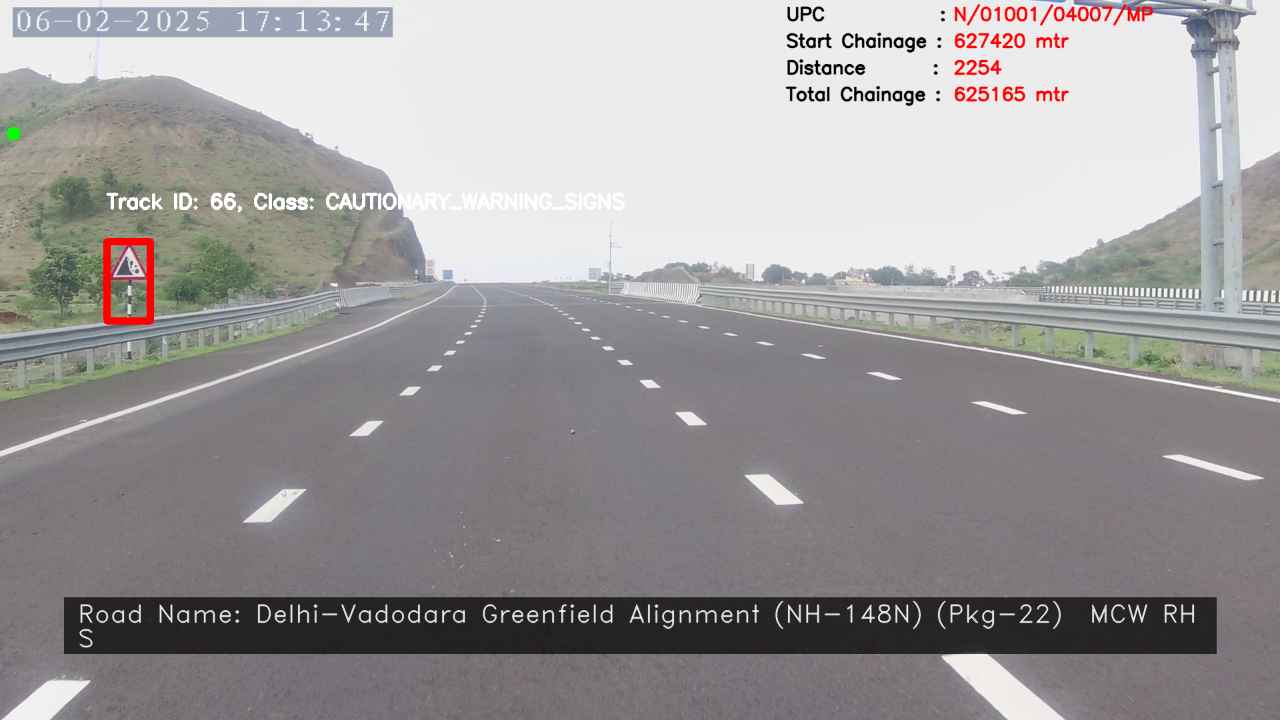 06-02-2025 17:13:47
UPC : N/01001/04007/MP
Start Chainage : 627420 mtr
Distance : 2254
Total Chainage : 625165 mtr
Track ID: 66, Class: CAUTIONARY_WARNING_SIGNS
Road Name: Delhi-Vadodara Greenfield Alignment (NH-148N) (Pkg-22) MCW RH
S